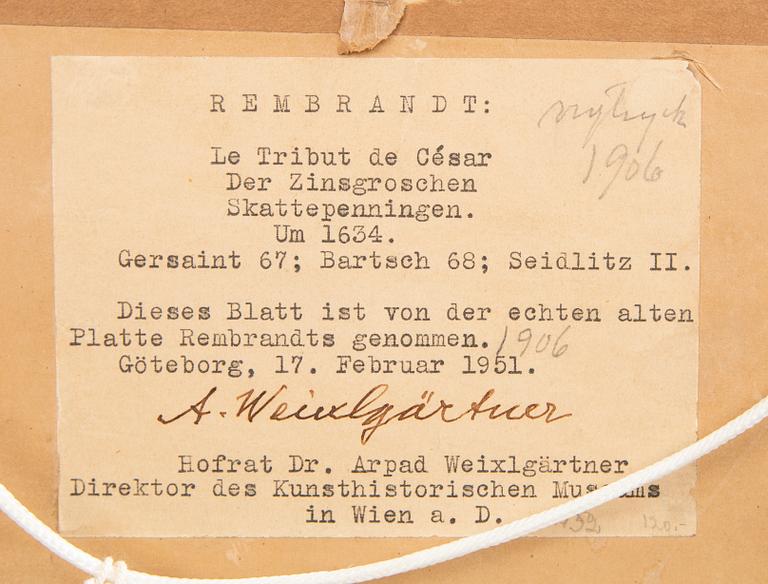 REMBRANDT:
nytryck
1906
Le Tribut de César
Der Zinsgroschen
Skattepenningen.
Um 1634.
Gersaint 67; Bartsch 68; Seidlitz II.
Dieses Blatt ist von der echten alten
Platte Rembrandts genommen. 1906
Göteborg, 17. Februar 1951.
A. Weixlgärtner
Hofrat Dr. Arpad Weixlgärtner
Direktor des Kunsthistorischen Museums
in Wien a. D.
120.-